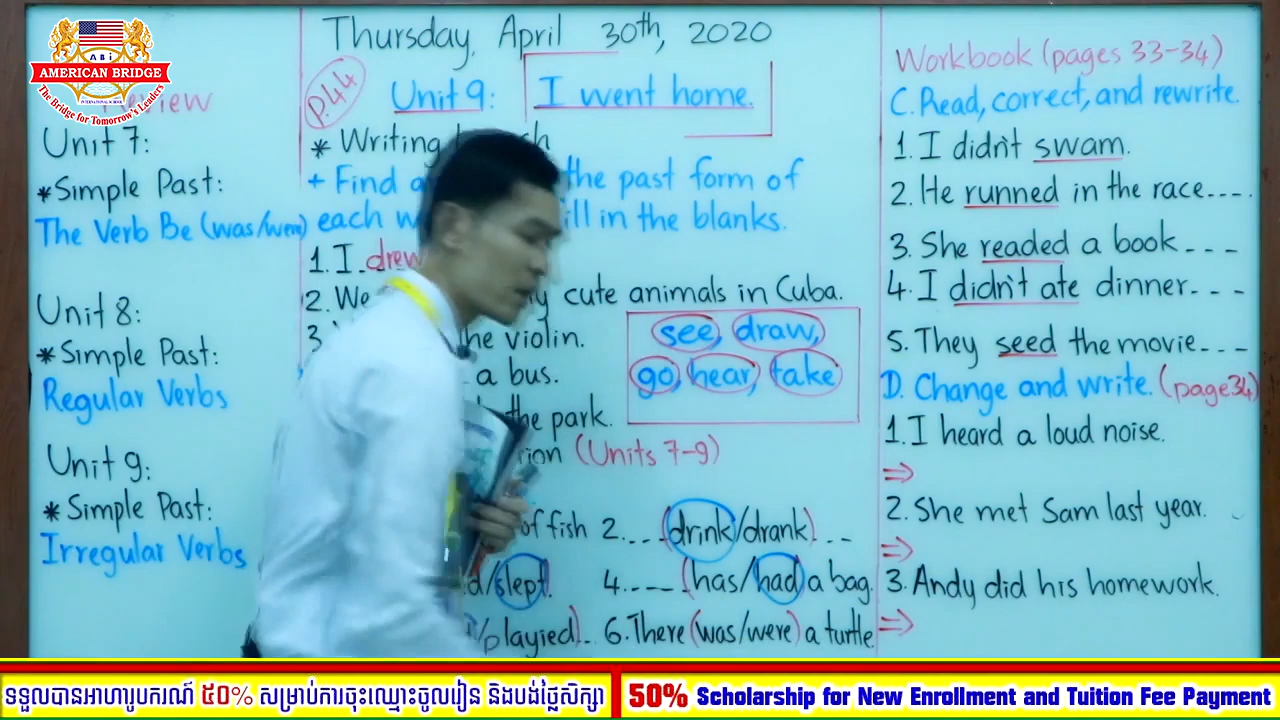 ABi
AMERICAN BRIDGE
INTERNATIONAL SCHOOL
The Bridge for Tomorrow's Leaders
Thursday, April 30th, 2020
P.44
Unit 9: I went home.
Unit 7:
*Simple Past:
The Verb Be (was/were)
Unit 8:
*Simple Past:
Regular Verbs
Unit 9:
*Simple Past:
Irregular Verbs
* Writing
+ Find the past form of
each in the blanks.
1. I drew
2. We cute animals in Cuba.
3. the violin.
a bus.
the park.
see, draw,
go, hear, take
(Units 7-9)
of fish 2. ... (drink/drank) ...
/slept) 4. .... (has/had) a bag.
/playied).. 6. There (was/were) a turtle.
Workbook (pages 33-34)
C. Read, correct, and rewrite.
1. I didn't swam.
2. He runned in the race....
3. She readed a book ...
4. I didn't ate dinner...
5. They seed the movie...
D. Change and write. (page 34)
1. I heard a loud noise.
⇒
2. She met Sam last year.
⇒
3. Andy did his homework.
⇒
ទទួលបានអាហារូបករណ៍ ៥០% សម្រាប់ការចុះឈ្មោះចូលរៀន និងបង់ថ្លៃសិក្សា
50% Scholarship for New Enrollment and Tuition Fee Payment